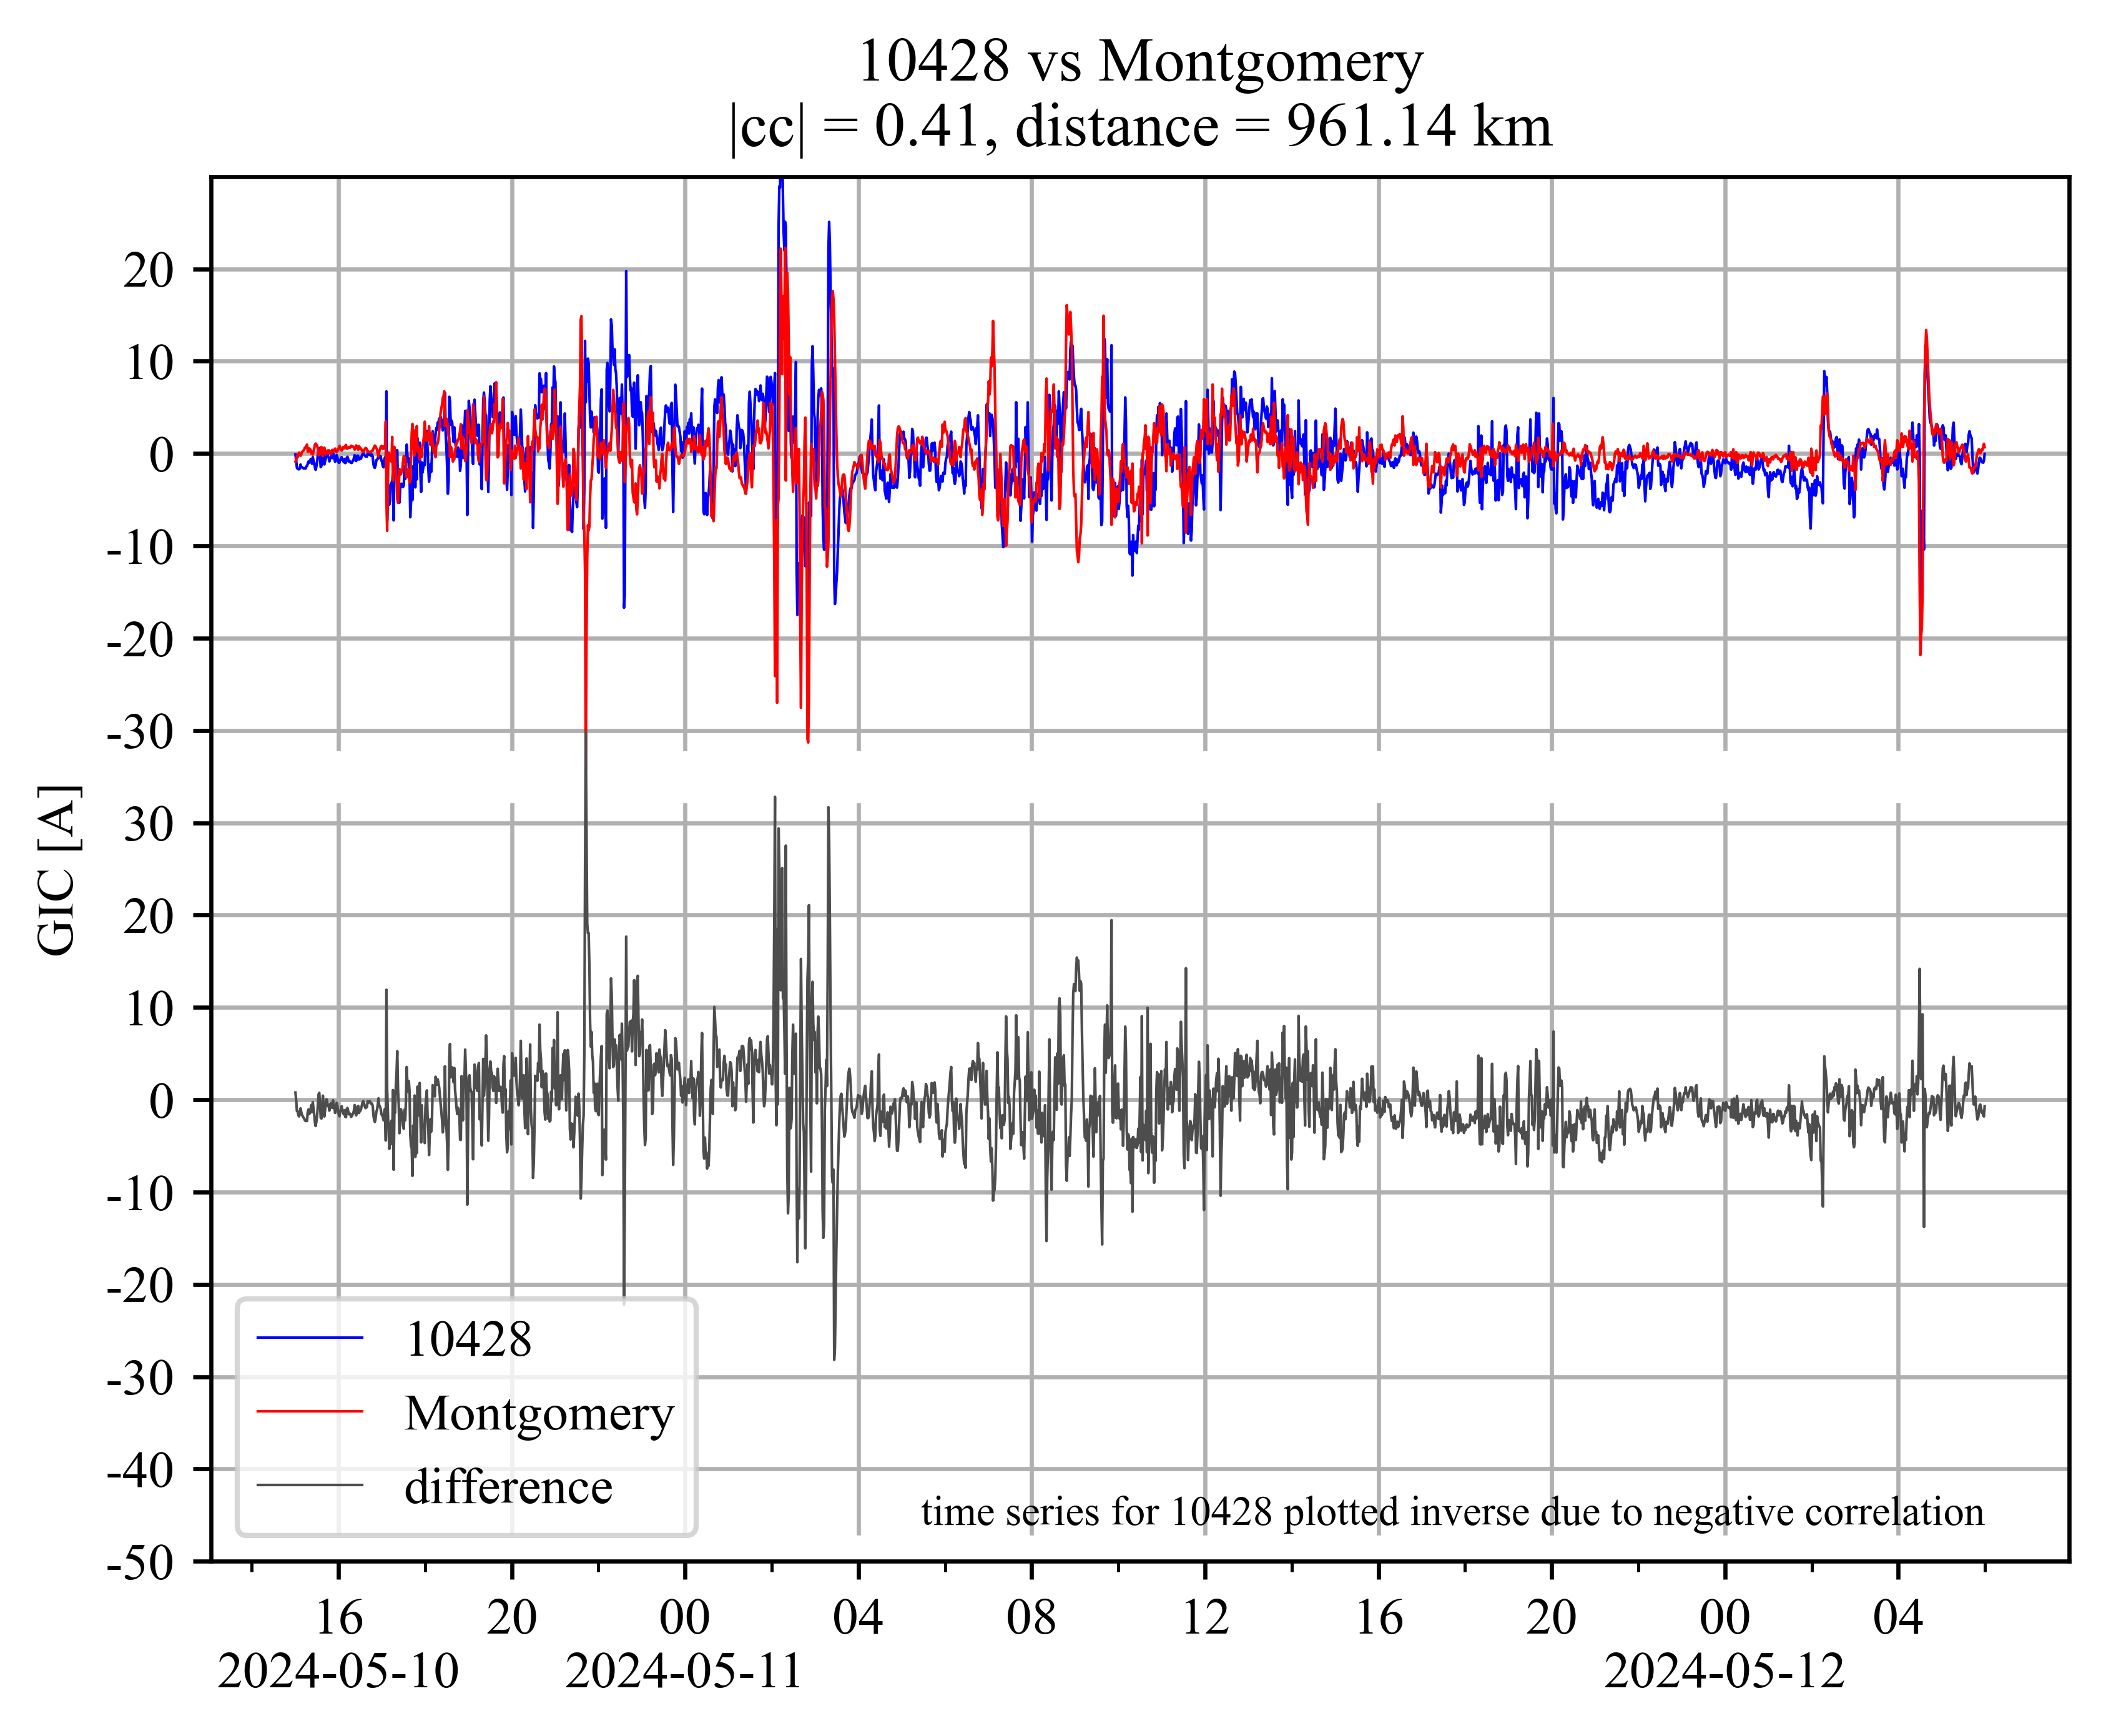 10428 vs Montgomery
|cc| = 0.41, distance = 961.14 km
GIC [A]
20
10
0
-10
-20
-30
30
20
10
0
-10
-20
-30
-40
-50
10428
Montgomery
difference
time series for 10428 plotted inverse due to negative correlation
16 20 00 04 08 12 16 20 00 04
2024-05-10 2024-05-11 2024-05-12